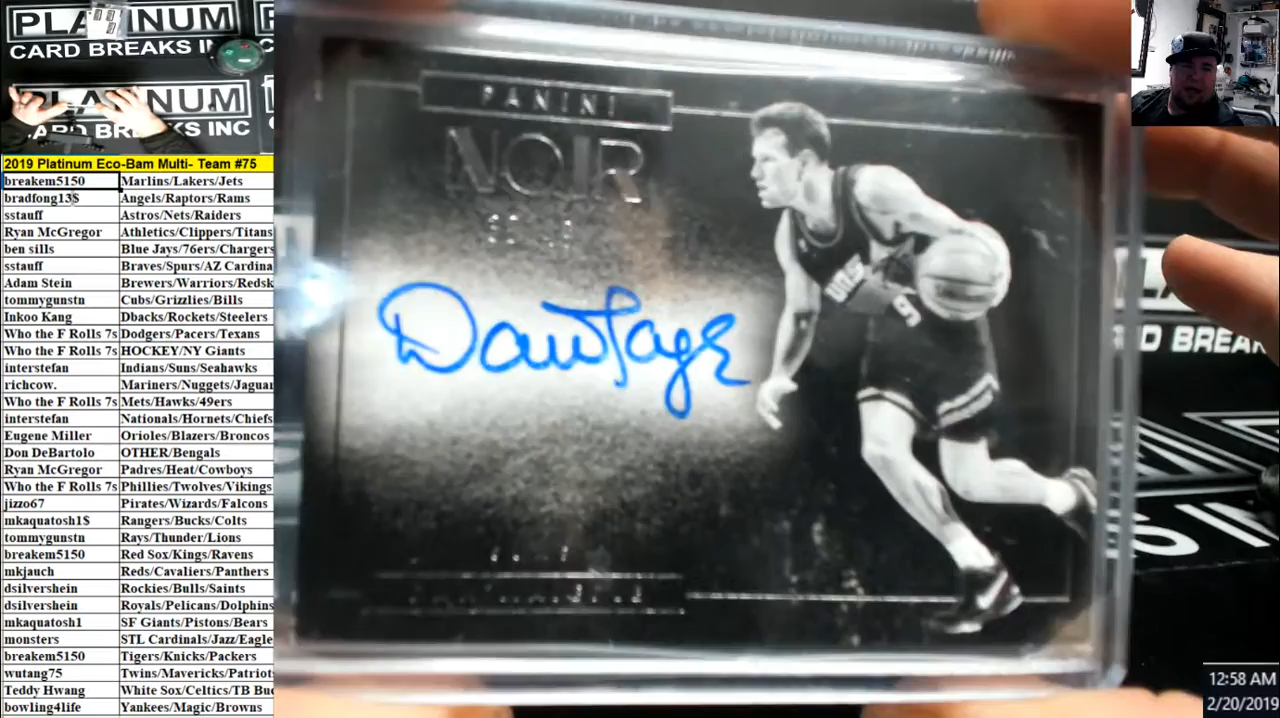 PLATINUM
CARD BREAKS INC
PLATINUM
CARD BREAKS INC
2019 Platinum Eco-Bam Multi- Team #75
breakem5150 Marlins/Lakers/Jets
bradfong13$ Angels/Raptors/Rams
sstauff Astros/Nets/Raiders
Ryan McGregor Athletics/Clippers/Titans
ben sills Blue Jays/76ers/Chargers
sstauff Braves/Spurs/AZ Cardina
Adam Stein Brewers/Warriors/Redsk
tommygunstn Cubs/Grizzlies/Bills
Inkoo Kang Dbacks/Rockets/Steelers
Who the F Rolls 7s Dodgers/Pacers/Texans
Who the F Rolls 7s HOCKEY/NY Giants
interstefan Indians/Suns/Seahawks
richcow. Mariners/Nuggets/Jaguar
Who the F Rolls 7s Mets/Hawks/49ers
interstefan Nationals/Hornets/Chiefs
Eugene Miller Orioles/Blazers/Broncos
Don DeBartolo OTHER/Bengals
Ryan McGregor Padres/Heat/Cowboys
Who the F Rolls 7s Phillies/Twolves/Vikings
jizzo67 Pirates/Wizards/Falcons
mkaquatosh1$ Rangers/Bucks/Colts
tommygunstn Rays/Thunder/Lions
breakem5150 Red Sox/Kings/Ravens
mkjauch Reds/Cavaliers/Panthers
dsilvershein Rockies/Bulls/Saints
dsilvershein Royals/Pelicans/Dolphins
mkaquatosh1 SF Giants/Pistons/Bears
monsters STL Cardinals/Jazz/Eagle
breakem5150 Tigers/Knicks/Packers
wutang75 Twins/Mavericks/Patriot
Teddy Hwang White Sox/Celtics/TB Buc
bowling4life Yankees/Magic/Browns
PANINI
NOIR
9
D BREAK
12:58 AM
2/20/2019